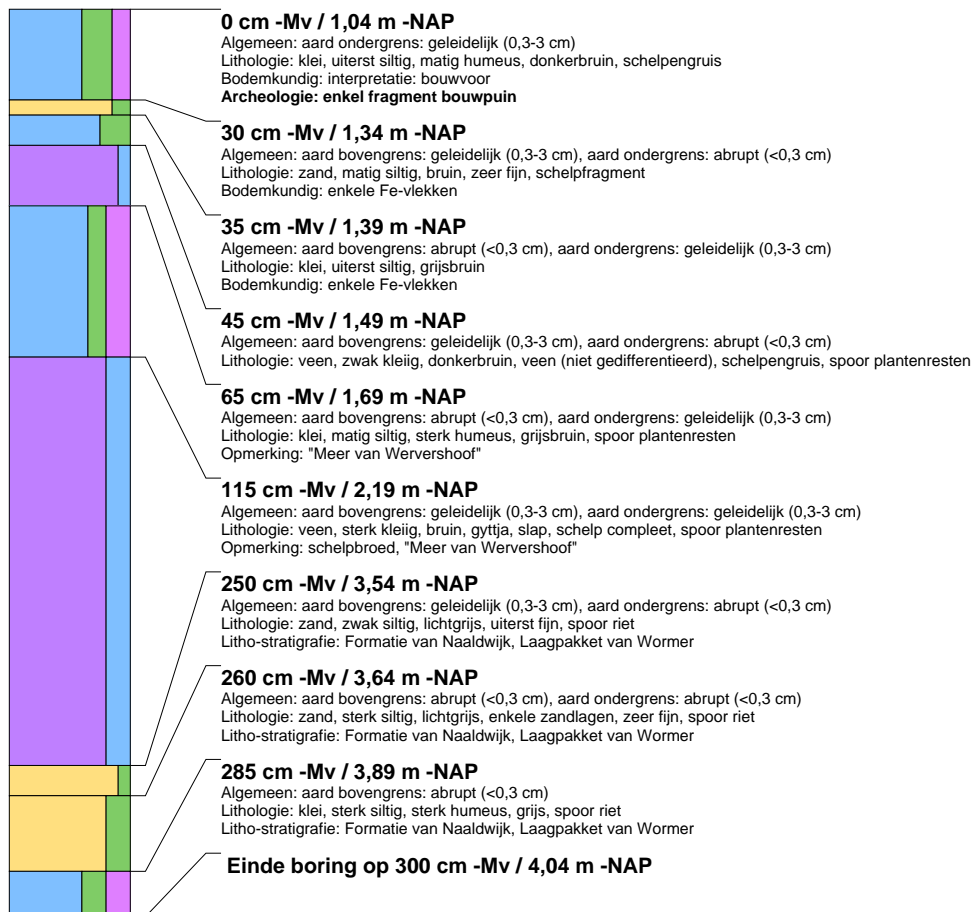 0 cm -Mv / 1,04 m -NAP
Algemeen: aard ondergrens: geleidelijk (0,3-3 cm)
Lithologie: klei, uiterst siltig, matig humeus, donkerbruin, schelpengruis
Bodemkundig: interpretatie: bouwvoor
Archeologie: enkel fragment bouwpuin
30 cm -Mv / 1,34 m -NAP
Algemeen: aard bovengrens: geleidelijk (0,3-3 cm), aard ondergrens: abrupt (<0,3 cm)
Lithologie: zand, matig siltig, bruin, zeer fijn, schelpfragment
Bodemkundig: enkele Fe-vlekken
35 cm -Mv / 1,39 m -NAP
Algemeen: aard bovengrens: abrupt (<0,3 cm), aard ondergrens: geleidelijk (0,3-3 cm)
Lithologie: klei, uiterst siltig, grijsbruin
Bodemkundig: enkele Fe-vlekken
45 cm -Mv / 1,49 m -NAP
Algemeen: aard bovengrens: geleidelijk (0,3-3 cm), aard ondergrens: abrupt (<0,3 cm)
Lithologie: veen, zwak kleiig, donkerbruin, veen (niet gedifferentieerd), schelpengruis, spoor plantenresten
65 cm -Mv / 1,69 m -NAP
Algemeen: aard bovengrens: abrupt (<0,3 cm), aard ondergrens: geleidelijk (0,3-3 cm)
Lithologie: klei, matig siltig, sterk humeus, grijsbruin, spoor plantenresten
Opmerking: "Meer van Wervershoof"
115 cm -Mv / 2,19 m -NAP
Algemeen: aard bovengrens: geleidelijk (0,3-3 cm), aard ondergrens: geleidelijk (0,3-3 cm)
Lithologie: veen, sterk kleiig, bruin, gyttja, slap, schelp compleet, spoor plantenresten
Opmerking: schelpbroed, "Meer van Wervershoof"
250 cm -Mv / 3,54 m -NAP
Algemeen: aard bovengrens: geleidelijk (0,3-3 cm), aard ondergrens: abrupt (<0,3 cm)
Lithologie: zand, zwak siltig, lichtgrijs, uiterst fijn, spoor riet
Litho-stratigrafie: Formatie van Naaldwijk, Laagpakket van Wormer
260 cm -Mv / 3,64 m -NAP
Algemeen: aard bovengrens: abrupt (<0,3 cm), aard ondergrens: abrupt (<0,3 cm)
Lithologie: zand, sterk siltig, lichtgrijs, enkele zandlagen, zeer fijn, spoor riet
Litho-stratigrafie: Formatie van Naaldwijk, Laagpakket van Wormer
285 cm -Mv / 3,89 m -NAP
Algemeen: aard bovengrens: abrupt (<0,3 cm)
Lithologie: klei, sterk siltig, sterk humeus, grijs, spoor riet
Litho-stratigrafie: Formatie van Naaldwijk, Laagpakket van Wormer
Einde boring op 300 cm -Mv / 4,04 m -NAP